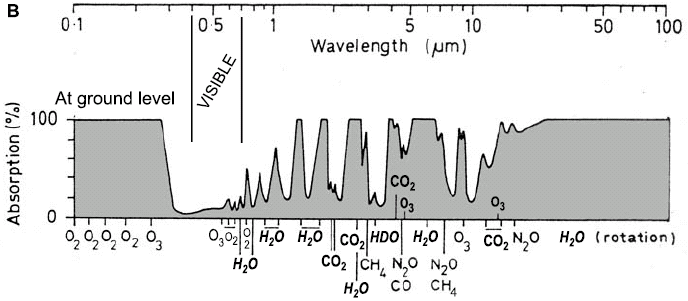 B
0·1 0·5 1 5 10 50 100
Wavelength (μm)
At ground level
VISIBLE
Absorption (%)
100
0
CO₂
O₃ O₃
O₂ O₂ O₂ O₂ O₃ O₃ O₂ O₂ H₂O H₂O CO₂ HDO H₂O O₃ CO₂ N₂O H₂O (rotation)
H₂O CO₂ CH₄ N₂O N₂O
H₂O CO CH₄